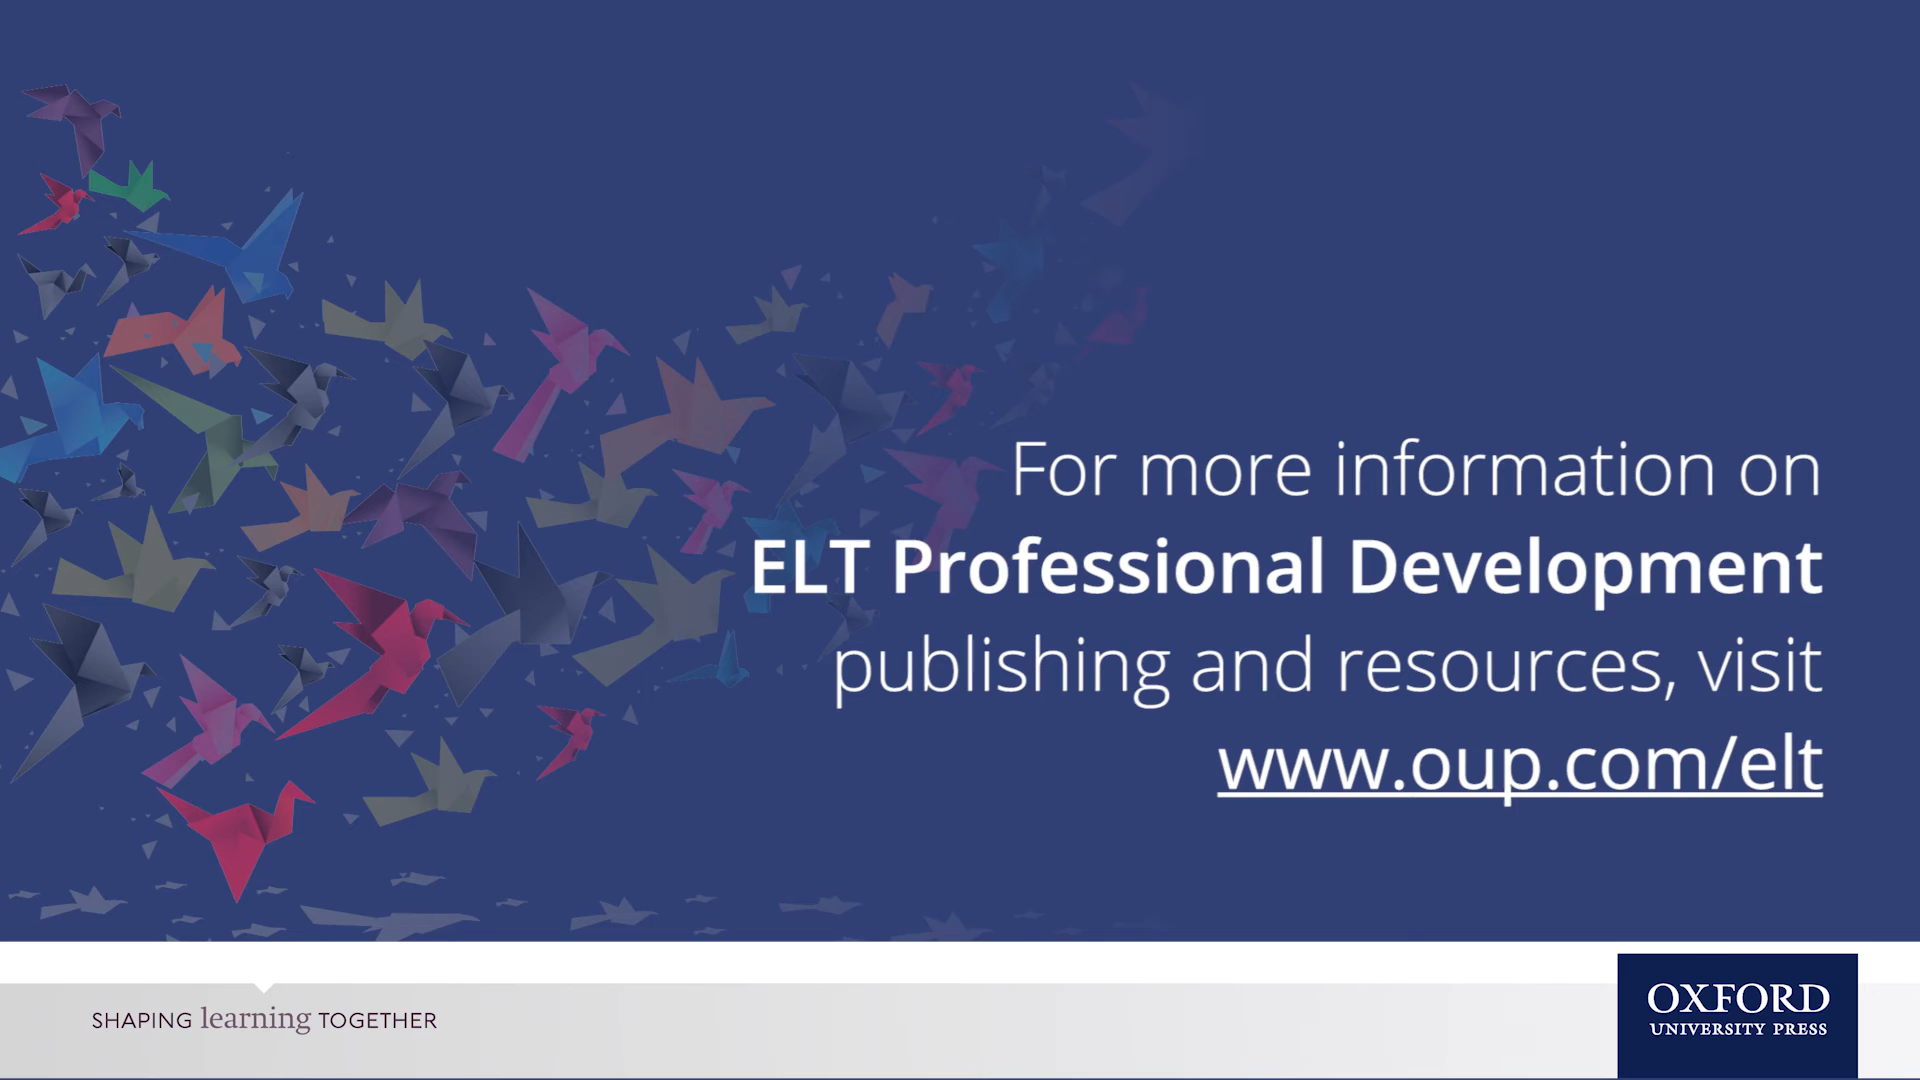 For more information on
ELT Professional Development
publishing and resources, visit
www.oup.com/elt
SHAPING learning TOGETHER
OXFORD
UNIVERSITY PRESS